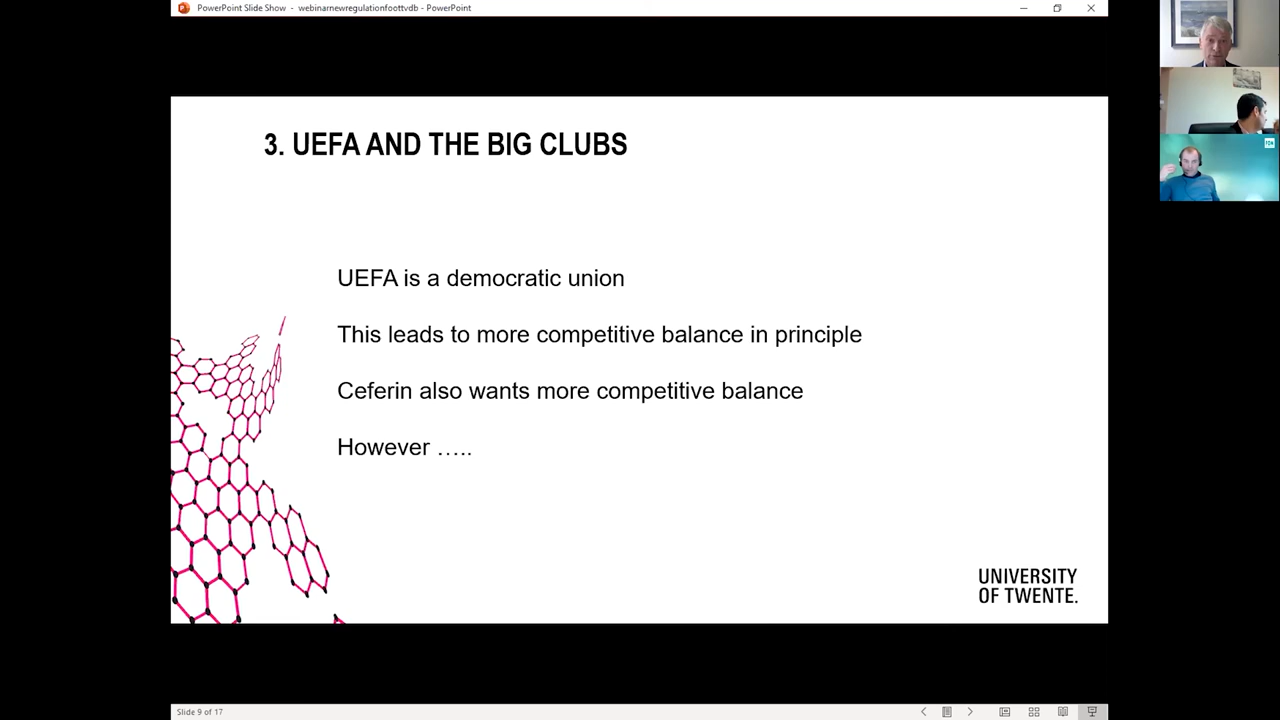 PowerPoint Slide Show - webinarnewregulationfoottvdb - PowerPoint
3. UEFA AND THE BIG CLUBS
UEFA is a democratic union
This leads to more competitive balance in principle
Ceferin also wants more competitive balance
However …..
UNIVERSITY
OF TWENTE.
Slide 9 of 17